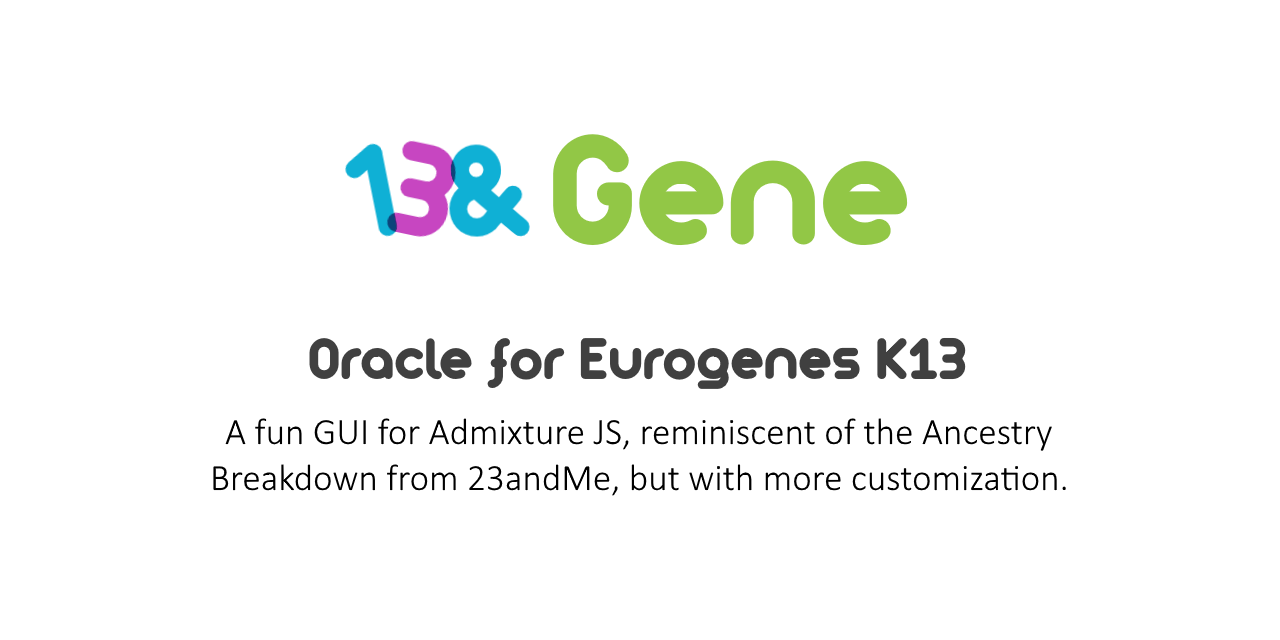 13& Gene
Oracle for Eurogenes K13
A fun GUI for Admixture JS, reminiscent of the Ancestry
Breakdown from 23andMe, but with more customization.